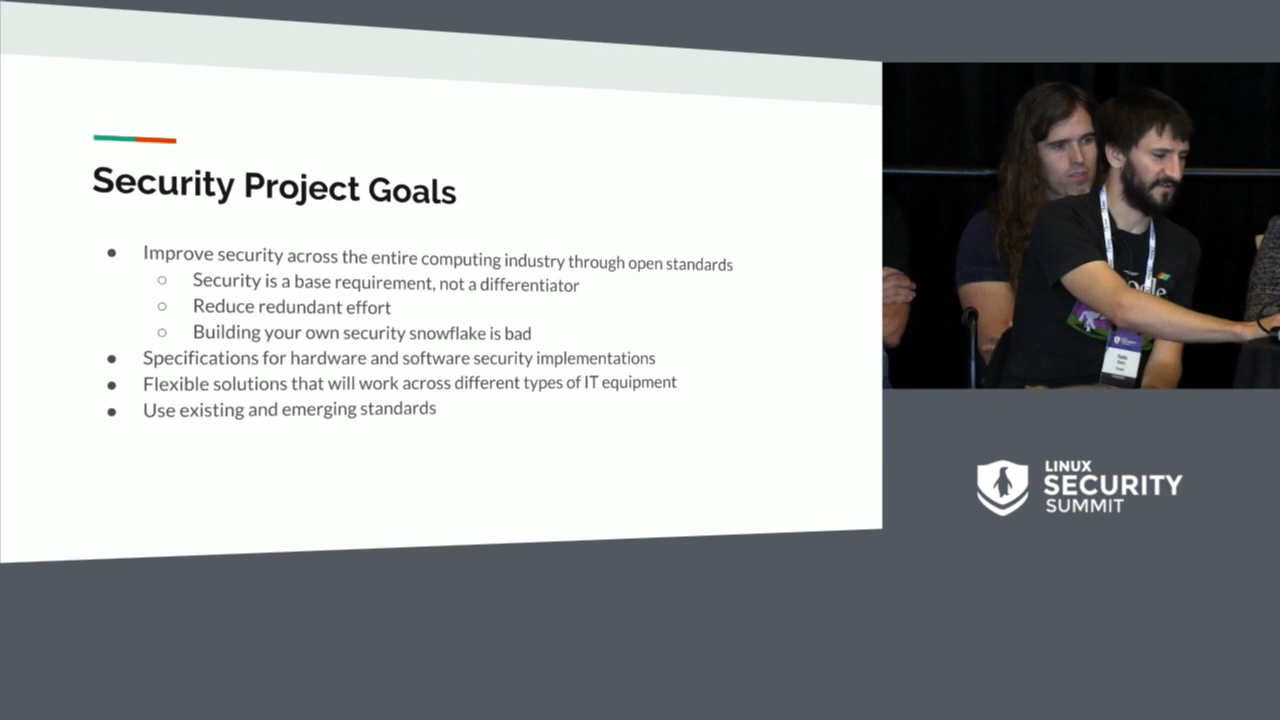 Security Project Goals
● Improve security across the entire computing industry through open standards
○ Security is a base requirement, not a differentiator
○ Reduce redundant effort
○ Building your own security snowflake is bad
● Specifications for hardware and software security implementations
● Flexible solutions that will work across different types of IT equipment
● Use existing and emerging standards
LINUX
SECURITY
SUMMIT